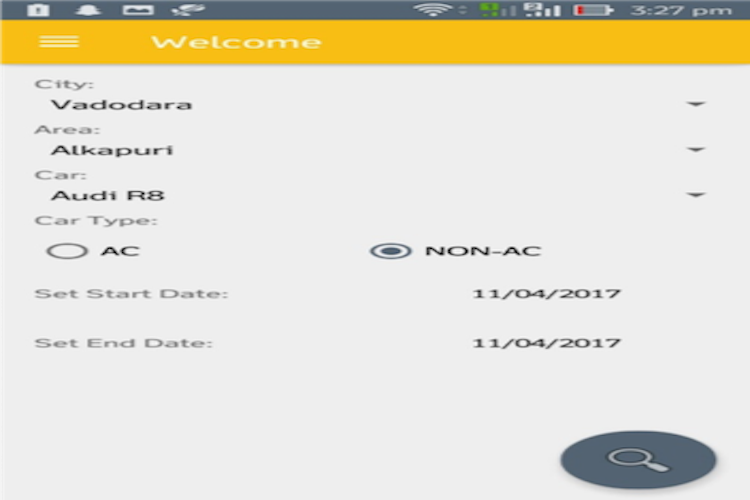 3:27 pm
Welcome
City:
Vadodara
Area:
Alkapuri
Car:
Audi R8
Car Type:
AC NON-AC
Set Start Date: 11/04/2017
Set End Date: 11/04/2017